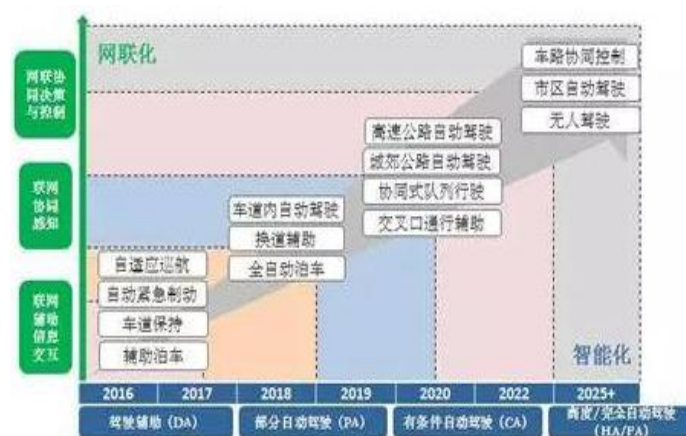 网联化
网联协
同决策
与控制
联网
协同
感知
联网
辅助
信息
交互
车路协同控制
市区自动驾驶
无人驾驶
高速公路自动驾驶
城郊公路自动驾驶
协同式队列行驶
交叉口通行辅助
车道内自动驾驶
换道辅助
全自动泊车
自适应巡航
自动紧急制动
车道保持
辅助泊车
智能化
2016 2017 2018 2019 2020 2022 2025+
驾驶辅助(DA) 部分自动驾驶(PA) 有条件自动驾驶(CA) 高度/完全自动驾驶
(HA/FA)